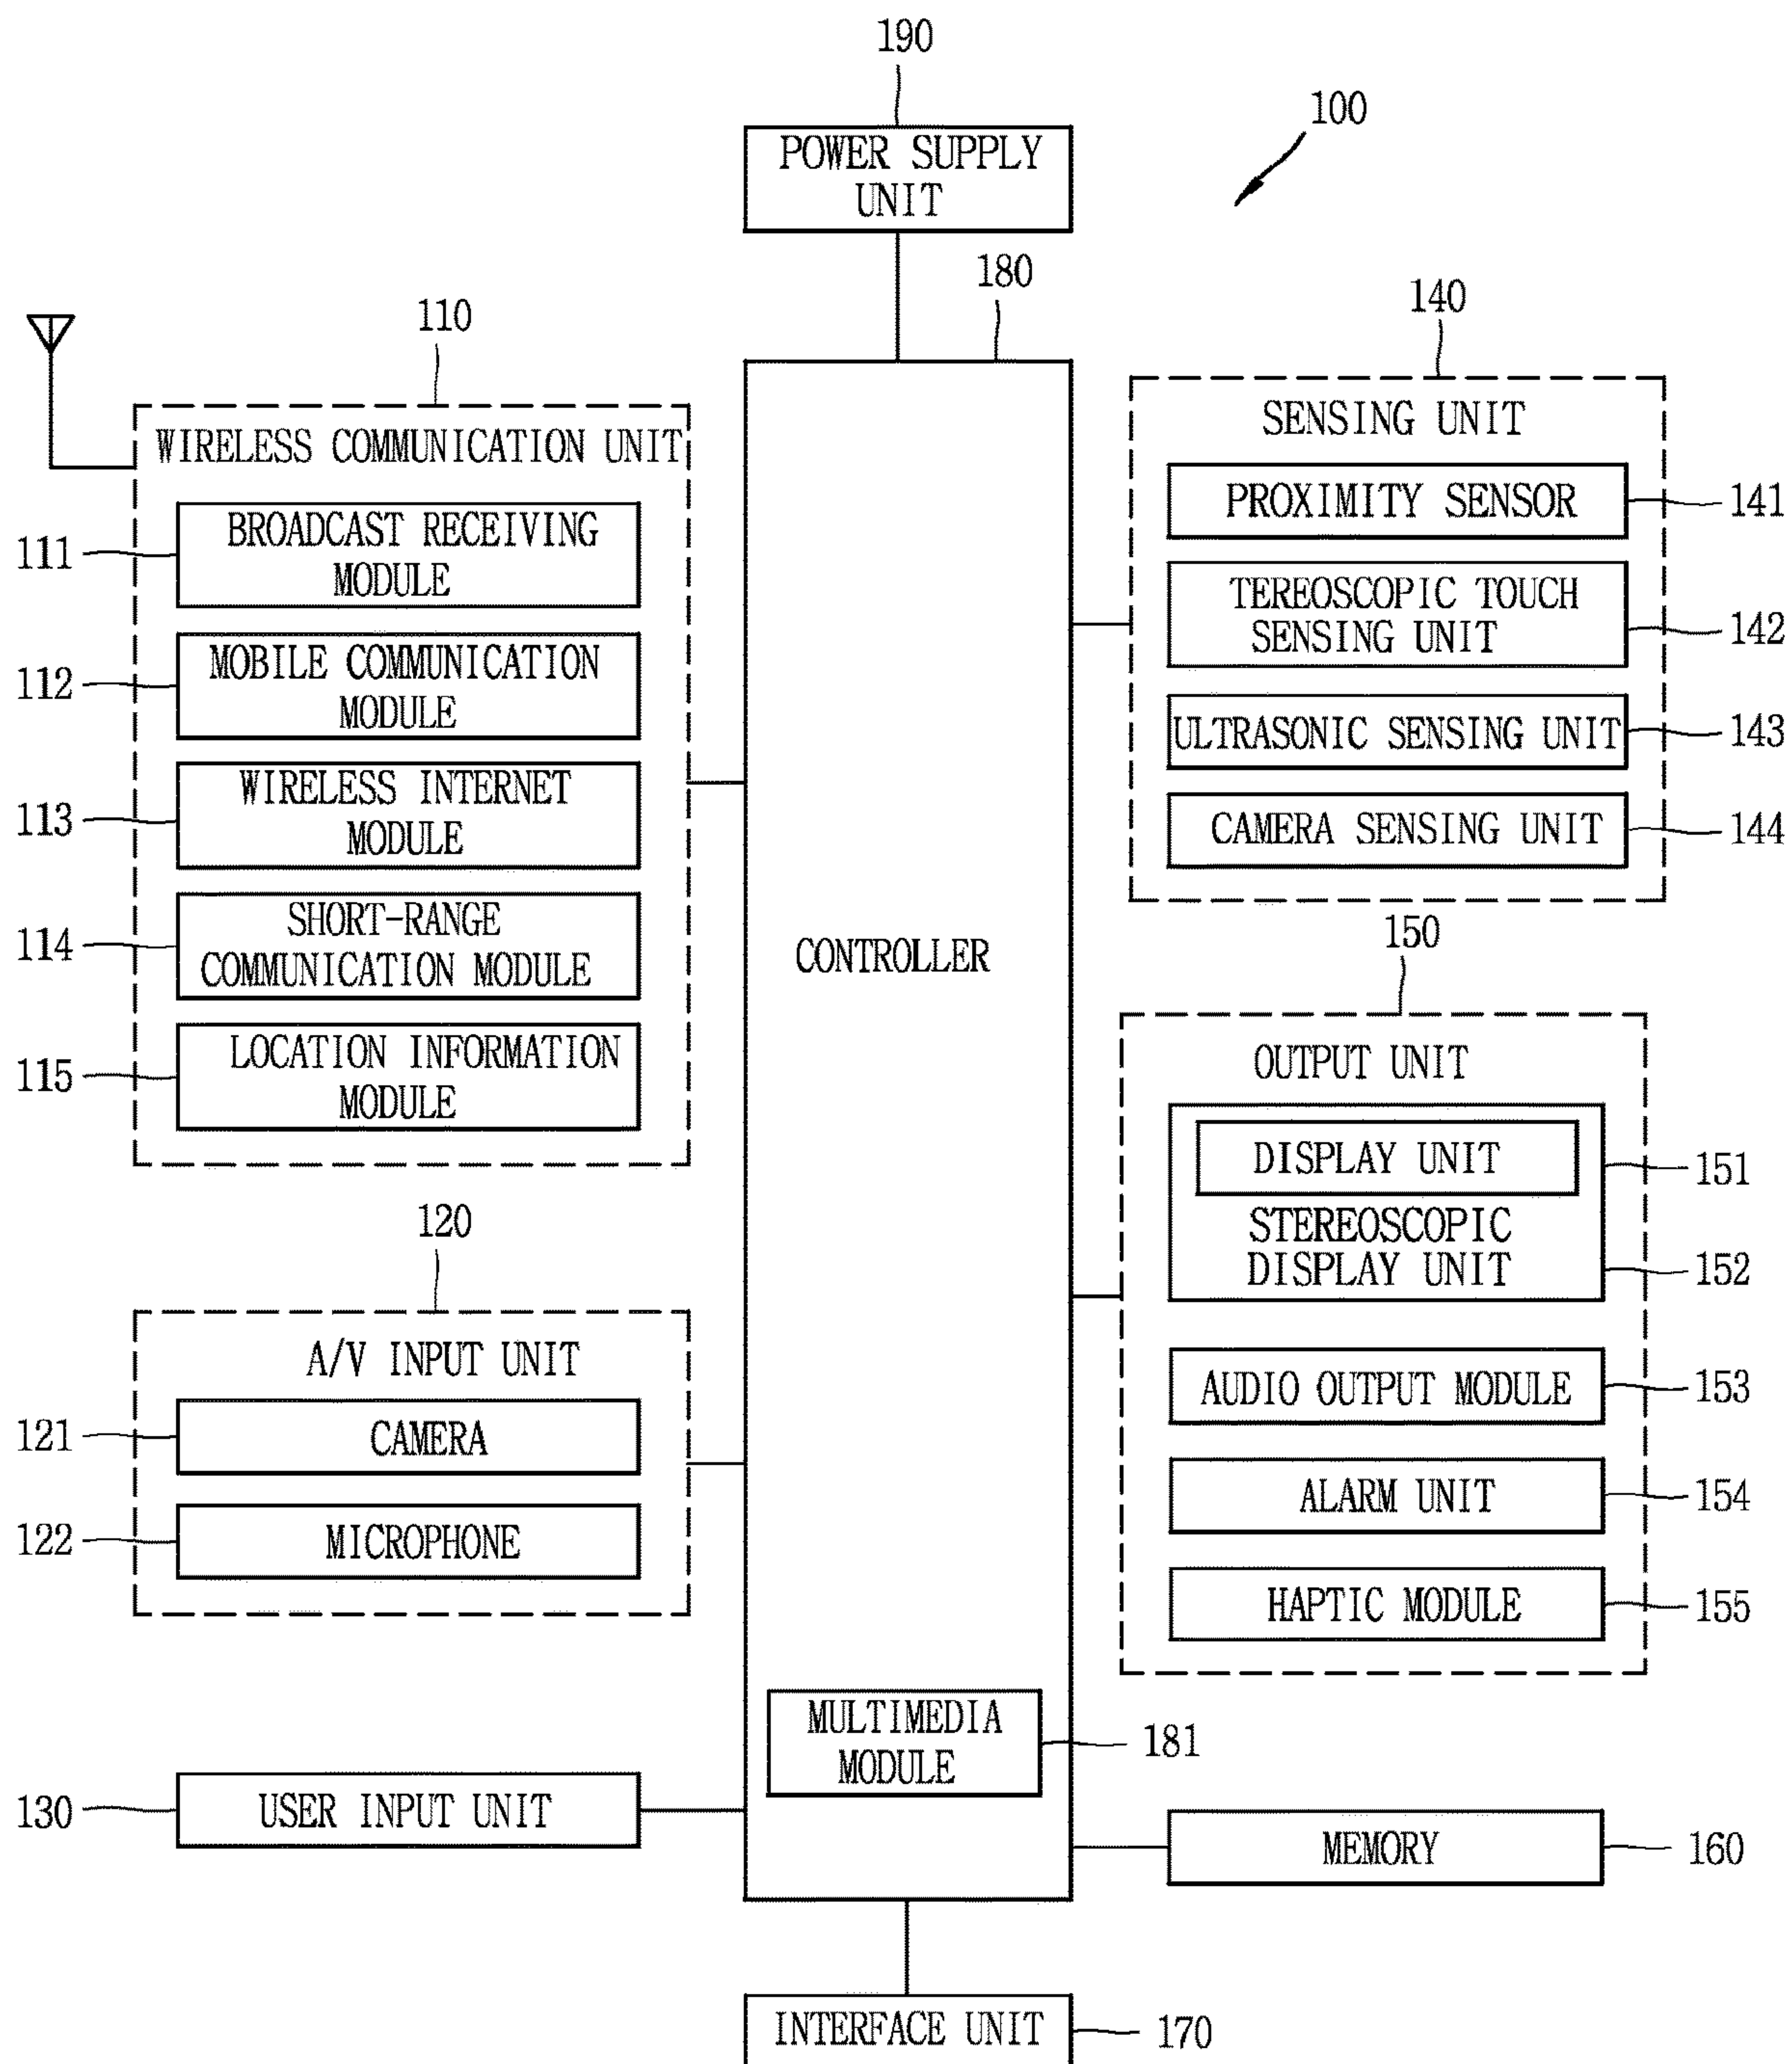 190
100
POWER SUPPLY
UNIT
180
110
WIRELESS COMMUNICATION UNIT
111
BROADCAST RECEIVING
MODULE
112
MOBILE COMMUNICATION
MODULE
113
WIRELESS INTERNET
MODULE
114
SHORT-RANGE
COMMUNICATION MODULE
115
LOCATION INFORMATION
MODULE
120
A/V INPUT UNIT
121
CAMERA
122
MICROPHONE
130
USER INPUT UNIT
CONTROLLER
MULTIMEDIA
MODULE
181
140
SENSING UNIT
PROXIMITY SENSOR
141
TEREOSCOPIC TOUCH
SENSING UNIT
142
ULTRASONIC SENSING UNIT
143
CAMERA SENSING UNIT
144
150
OUTPUT UNIT
DISPLAY UNIT
151
STEREOSCOPIC
DISPLAY UNIT
152
AUDIO OUTPUT MODULE
153
ALARM UNIT
154
HAPTIC MODULE
155
MEMORY
160
INTERFACE UNIT
170